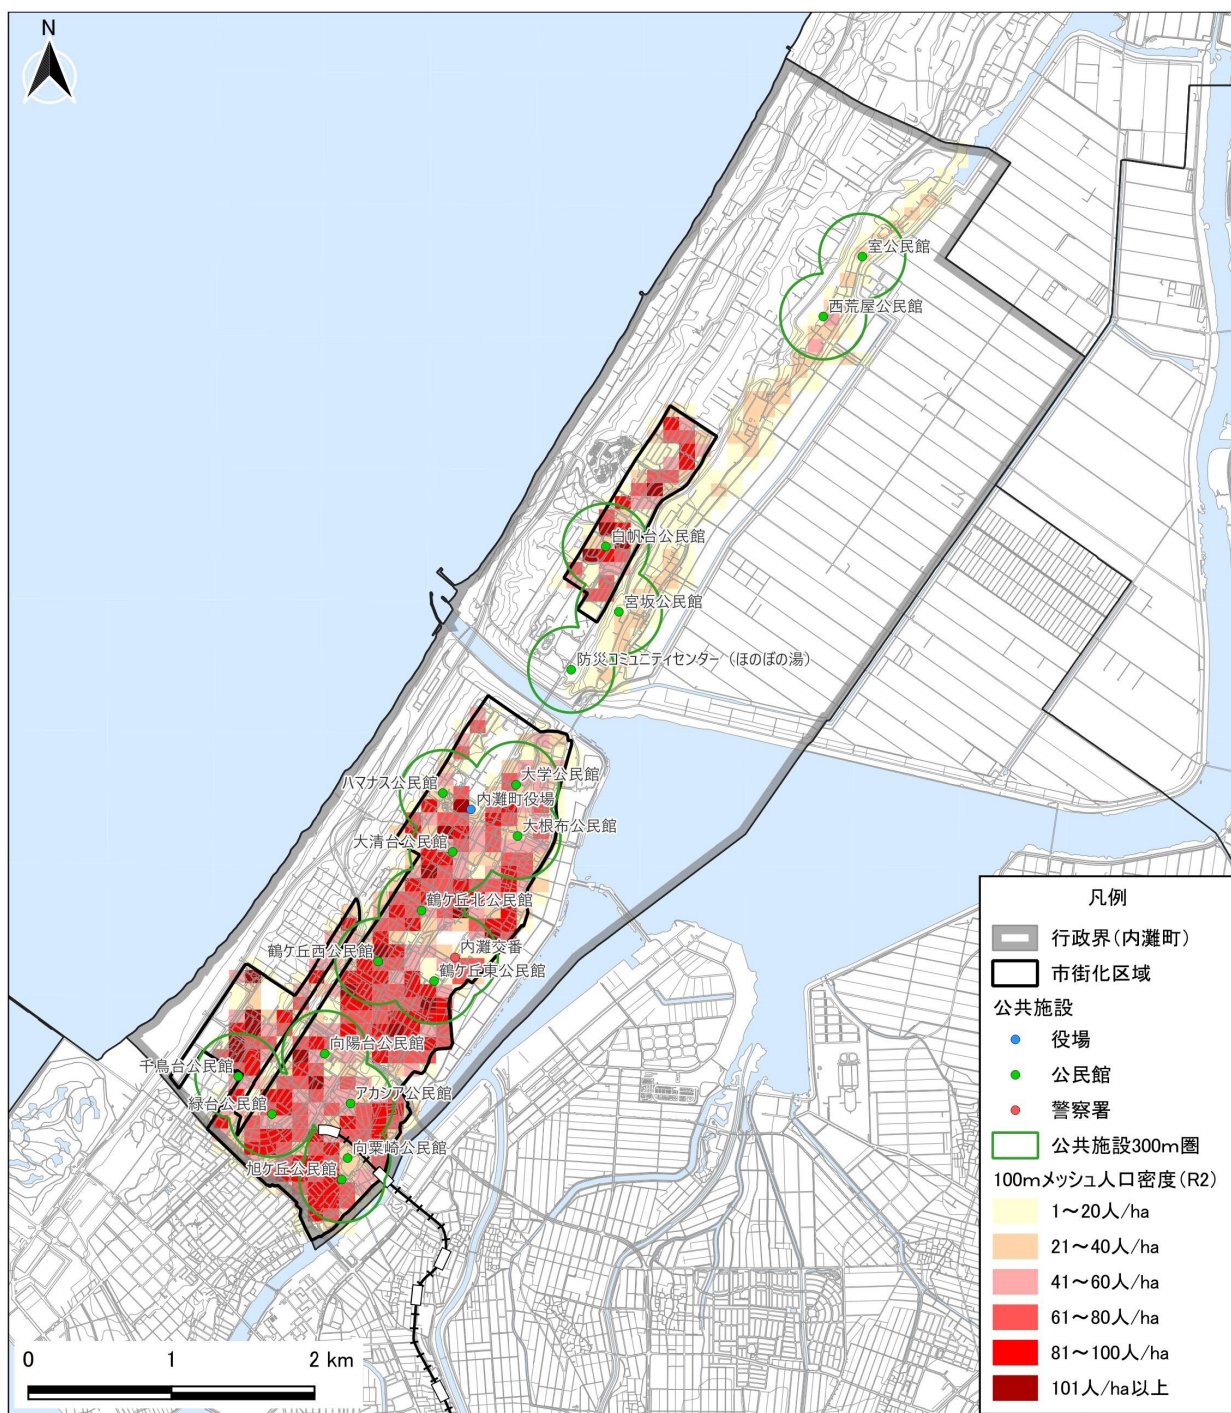 N
室公民館
西荒屋公民館
白帆台公民館
宮坂公民館
防災コミュニティセンター（ほのぼの湯）
大学公民館
ハマナス公民館
内灘町役場
大根布公民館
大清台公民館
鶴ケ丘北公民館
鶴ケ丘西公民館
内灘交番
鶴ケ丘東公民館
向陽台公民館
千鳥台公民館
アカシア公民館
緑台公民館
向粟崎公民館
旭ケ丘公民館
凡例
行政界（内灘町）
市街化区域
公共施設
役場
公民館
警察署
公共施設300m圏
100mメッシュ人口密度（R2）
1～20人/ha
21～40人/ha
41～60人/ha
61～80人/ha
81～100人/ha
101人/ha以上
0 1 2 km